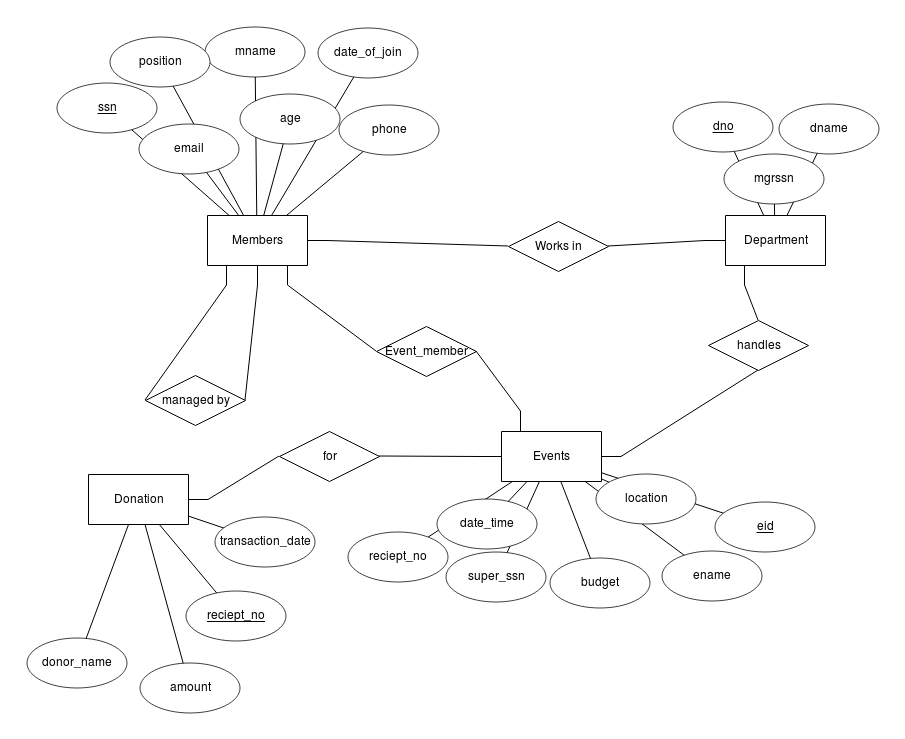 mname
date_of_join
position
ssn
age
phone
email
dno
dname
mgrssn
Members
Works in
Department
Event_member
handles
managed by
for
Events
Donation
location
date_time
eid
transaction_date
reciept_no
super_ssn
budget
ename
reciept_no
donor_name
amount